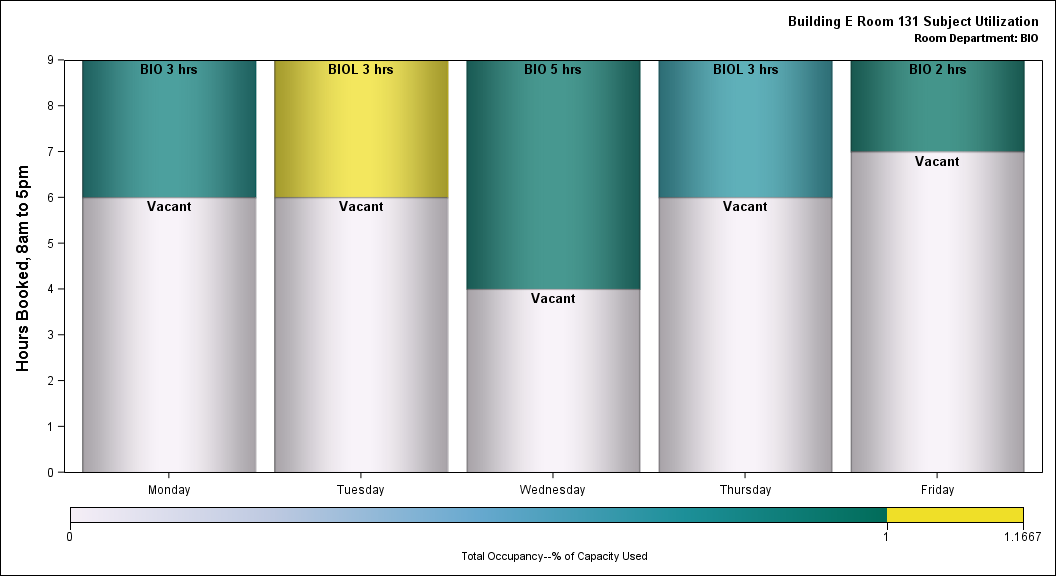 Building E Room 131 Subject Utilization
Room Department: BIO
Hours Booked, 8am to 5pm
9
8
7
6
5
4
3
2
1
0
BIO 3 hrs
BIOL 3 hrs
BIO 5 hrs
BIOL 3 hrs
BIO 2 hrs
Vacant
Vacant
Vacant
Vacant
Vacant
Monday
Tuesday
Wednesday
Thursday
Friday
0
1
1.1667
Total Occupancy--% of Capacity Used